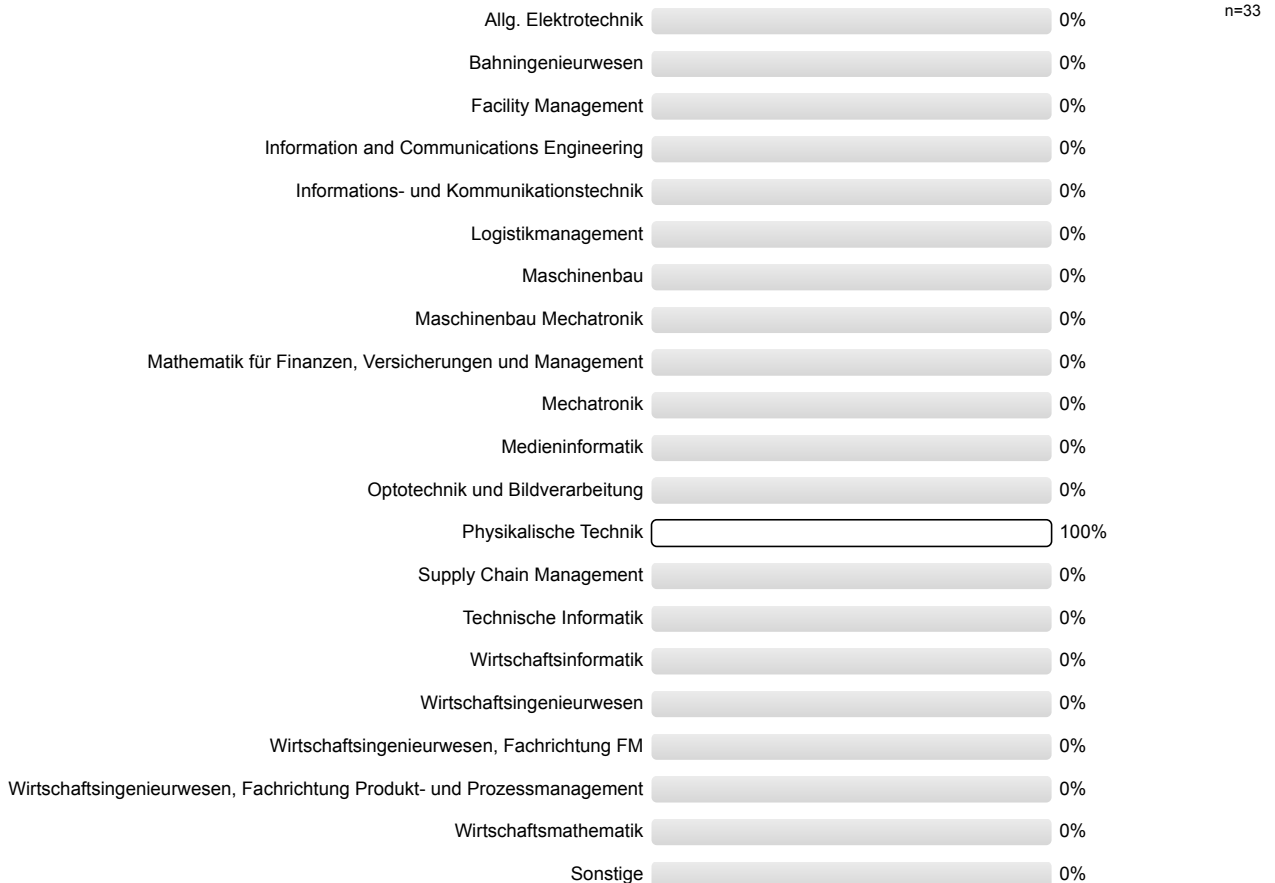 Allg. Elektrotechnik 0% n=33
Bahningenieurwesen 0%
Facility Management 0%
Information and Communications Engineering 0%
Informations- und Kommunikationstechnik 0%
Logistikmanagement 0%
Maschinenbau 0%
Maschinenbau Mechatronik 0%
Mathematik für Finanzen, Versicherungen und Management 0%
Mechatronik 0%
Medieninformatik 0%
Optotechnik und Bildverarbeitung 0%
Physikalische Technik 100%
Supply Chain Management 0%
Technische Informatik 0%
Wirtschaftsinformatik 0%
Wirtschaftsingenieurwesen 0%
Wirtschaftsingenieurwesen, Fachrichtung FM 0%
Wirtschaftsingenieurwesen, Fachrichtung Produkt- und Prozessmanagement 0%
Wirtschaftsmathematik 0%
Sonstige 0%